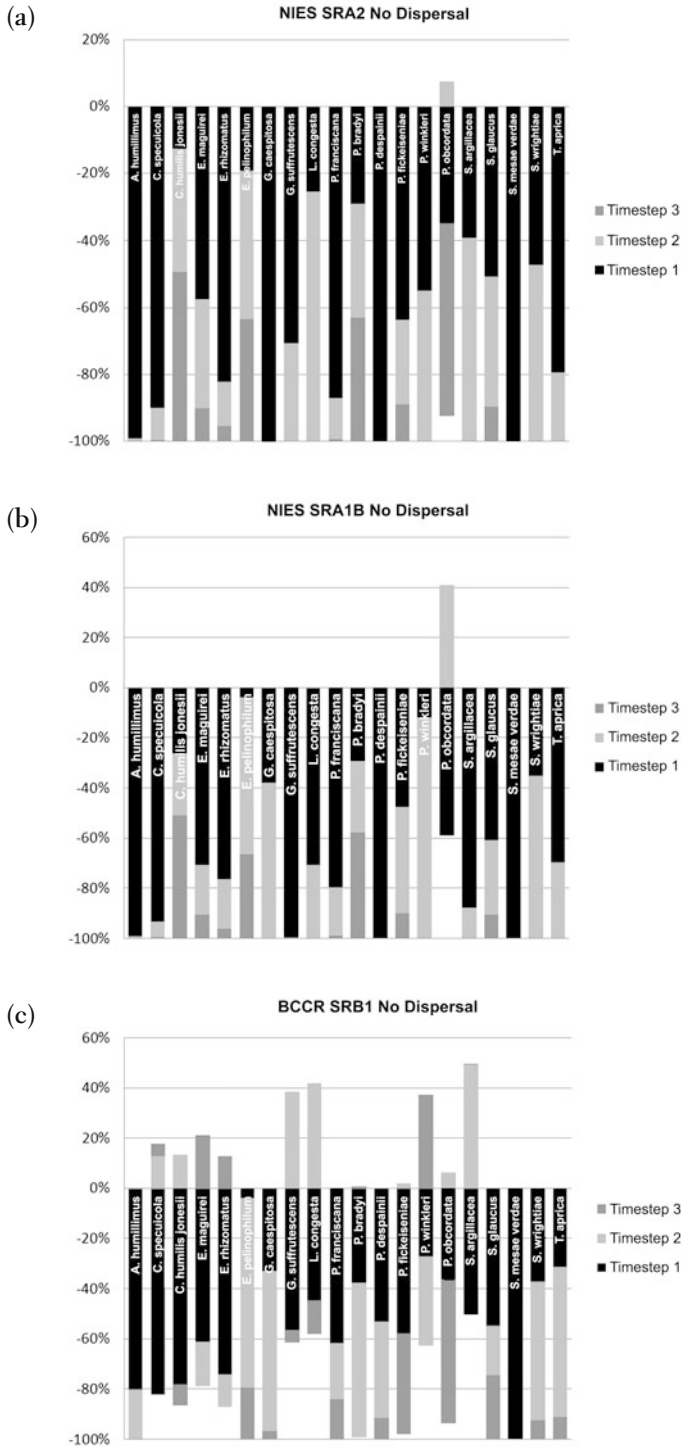 (a)
NIES SRA2 No Dispersal
20%
0%
-20%
-40%
-60%
-80%
-100%
A. humillimus
C. specuicola
C. humilis jonesii
E. maguirei
E. rhizomatus
E. pelinophilum
G. caespitosa
G. suffrutescens
L. congesta
P. franciscana
P. bradyi
P. despainii
P. fickeiseniae
P. winkleri
P. obcordata
S. argillacea
S. glaucus
S. mesae verdae
S. wrightiae
T. aprica
Timestep 3
Timestep 2
Timestep 1
(b)
NIES SRA1B No Dispersal
60%
40%
20%
0%
-20%
-40%
-60%
-80%
-100%
A. humillimus
C. specuicola
C. humilis jonesii
E. maguirei
E. rhizomatus
E. pelinophilum
G. caespitosa
G. suffrutescens
L. congesta
P. franciscana
P. bradyi
P. despainii
P. fickeiseniae
P. winkleri
P. obcordata
S. argillacea
S. glaucus
S. mesae verdae
S. wrightiae
T. aprica
Timestep 3
Timestep 2
Timestep 1
(c)
BCCR SRB1 No Dispersal
60%
40%
20%
0%
-20%
-40%
-60%
-80%
-100%
A. humillimus
C. specuicola
C. humilis jonesii
E. maguirei
E. rhizomatus
E. pelinophilum
G. caespitosa
G. suffrutescens
L. congesta
P. franciscana
P. bradyi
P. despainii
P. fickeiseniae
P. winkleri
P. obcordata
S. argillacea
S. glaucus
S. mesae verdae
S. wrightiae
T. aprica
Timestep 3
Timestep 2
Timestep 1